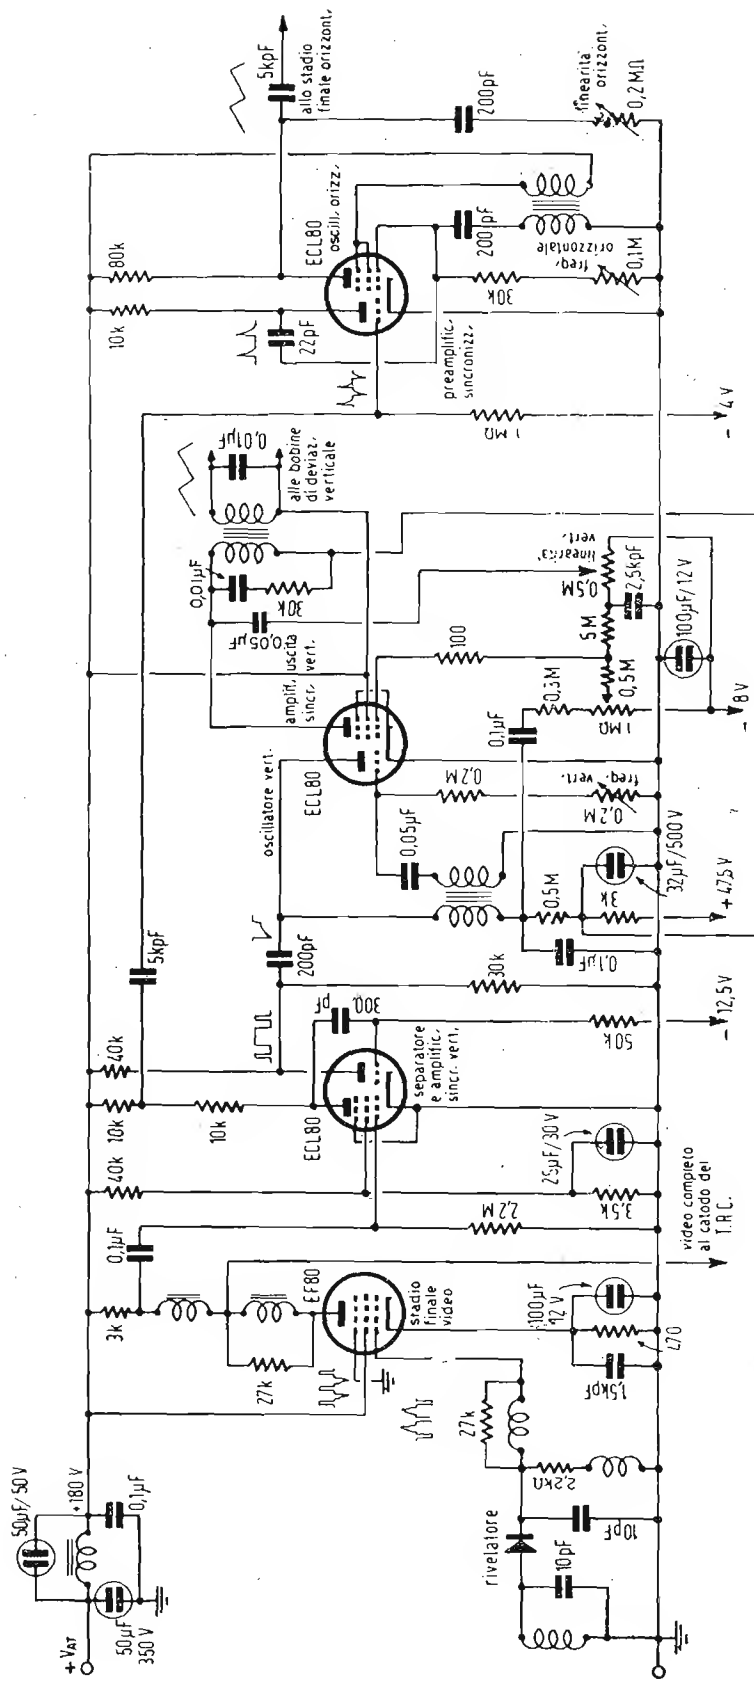 +VAT
50µF
350V
50µF/50V
+180V
0,1µF
rivelatore
10pF
10pF
2,2kΩ
27k
3k
27k
EF80
stadio
finale
video
1,5kpF
470
100µF
12V
video completo
al catodo del
T.R.C.
0,1µF
2,2M
40k
3,5k
25µF/30V
10k
10k
40k
ECL80
separatore
e amplific.
sincr. vert.
300
pF
50k
-12,5V
5kpF
200pF
30k
0,1µF
0,5M
3k
+475V
32µF/500V
oscillatore vert.
0,05µF
0,2M
freq.
vert.
0,2M
ECL80
amplif. uscita
sincr. vert.
0,1µF
0,3M
1MΩ
-8V
0,5M
100
5M
2,5kpF
100µF/12V
0,5M
linearità
vert.
0,05µF
30k
0,01µF
0,01µF
alle bobine
di deviaz.
verticale
1MΩ
-4V
10k
80k
22pF
preamplific.
sincronizz.
ECL80
oscill. orizz.
30k
freq.
orizzontale
0,1M
200pF
5kpF
allo stadio
finale orizzont.
200pF
linearità
orizzont.
0,2MΩ